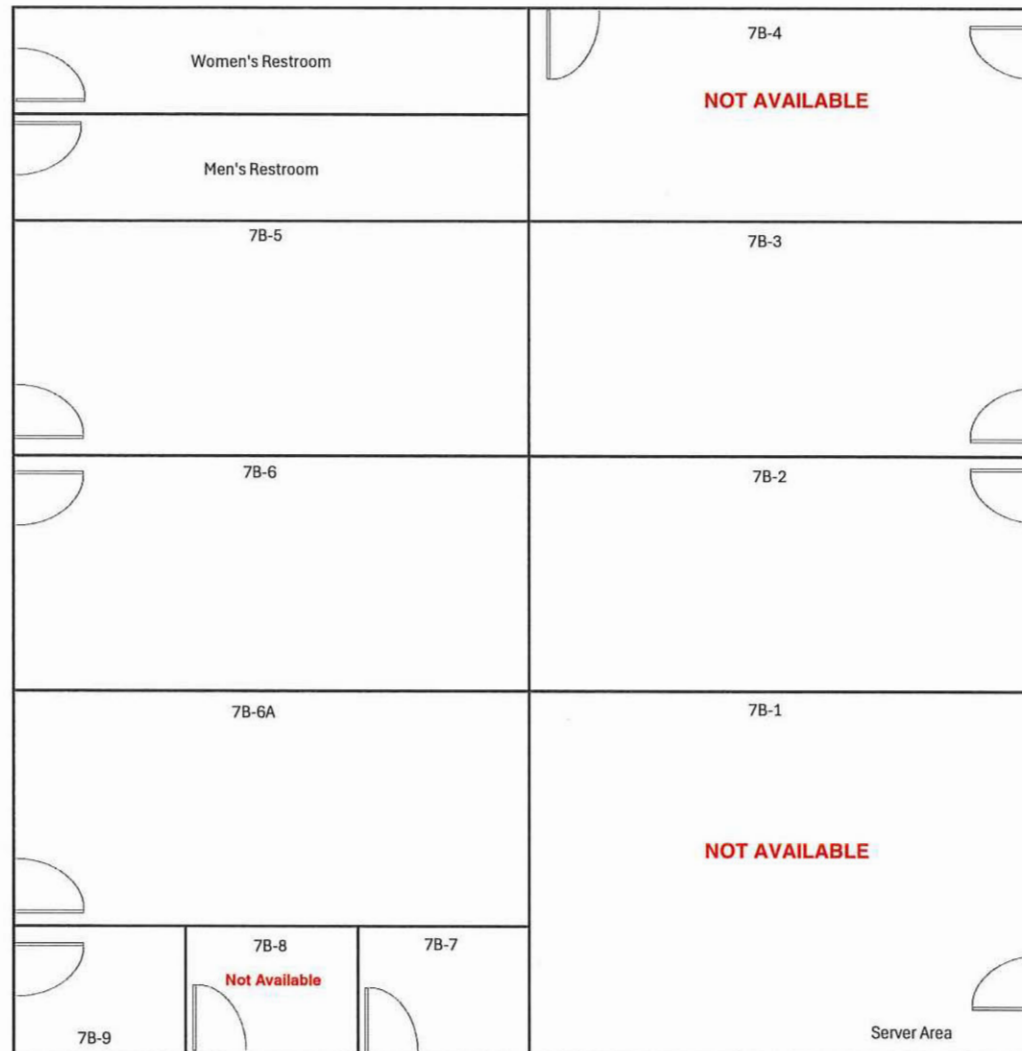 Women's Restroom
7B-4
NOT AVAILABLE
Men's Restroom
7B-5
7B-3
7B-6
7B-2
7B-6A
7B-1
NOT AVAILABLE
7B-8
7B-7
Not Available
7B-9
Server Area